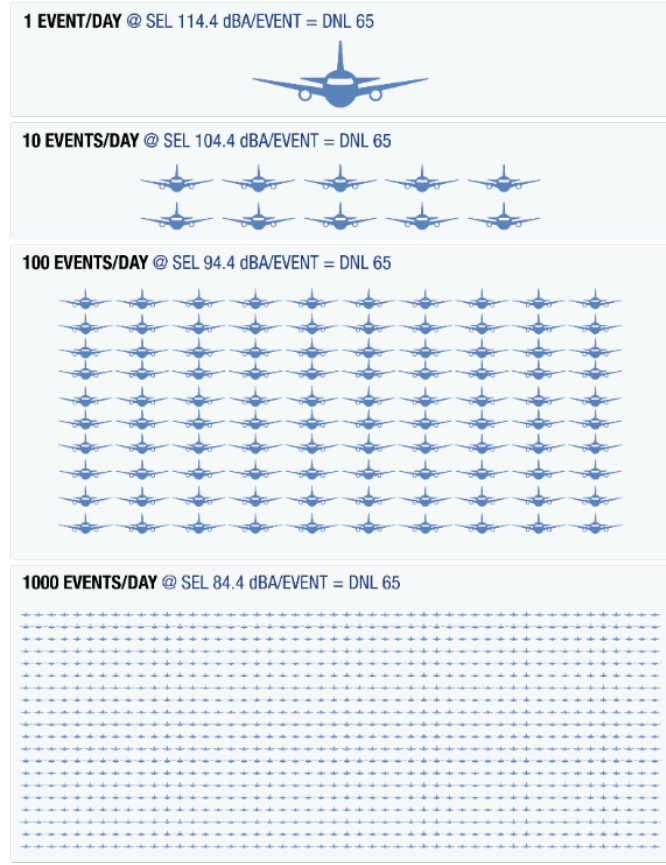 1 EVENT/DAY @ SEL 114.4 dBA/EVENT = DNL 65
10 EVENTS/DAY @ SEL 104.4 dBA/EVENT = DNL 65
100 EVENTS/DAY @ SEL 94.4 dBA/EVENT = DNL 65
1000 EVENTS/DAY @ SEL 84.4 dBA/EVENT = DNL 65